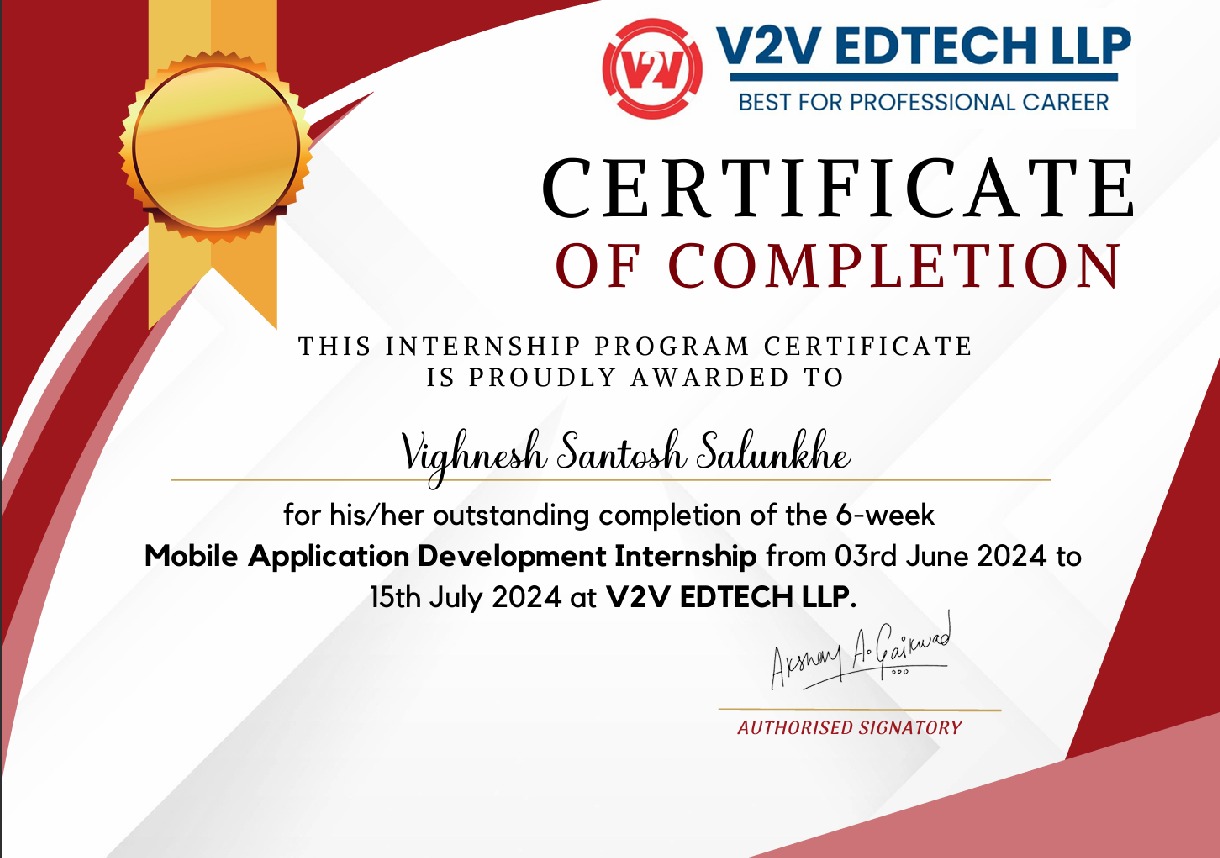 V2V
V2V EDTECH LLP
BEST FOR PROFESSIONAL CAREER
CERTIFICATE
OF COMPLETION
THIS INTERNSHIP PROGRAM CERTIFICATE
IS PROUDLY AWARDED TO
Vighnesh Santosh Salunkhe
for his/her outstanding completion of the 6-week
Mobile Application Development Internship from 03rd June 2024 to
15th July 2024 at V2V EDTECH LLP.
Akshay A. Gaikwad
AUTHORISED SIGNATORY